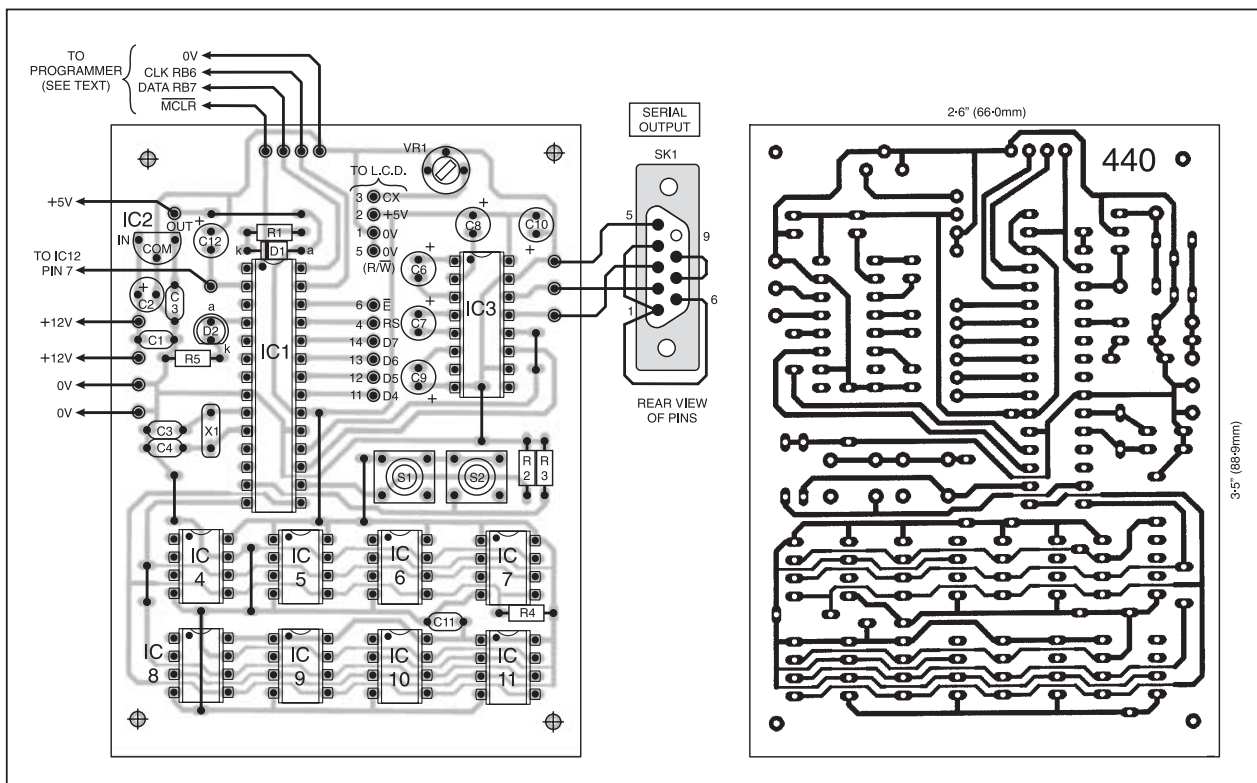 TO
PROGRAMMER
(SEE TEXT)
0V
CLK RB6
DATA RB7
MCLR
+5V
TO IC12
PIN 7
+12V
+12V
0V
0V
IC2
OUT
IN
COM
+
C12
R1
k
D1
a
+
C2
C
3
C1
a
D2
k
R5
C3
C4
X1
IC1
VR1
TO L.C.D.
3
CX
2
+5V
1
0V
5
0V
(R/W)
6
E
4
RS
14
D7
13
D6
12
D5
11
D4
C8
+
C10
+
C6
+
C7
+
C9
+
IC3
S1
S2
R
2
R
3
IC
4
IC
5
IC
6
IC
7
R4
C11
IC
8
IC
9
IC
10
IC
11
SERIAL
OUTPUT
SK1
5
9
1
6
REAR VIEW
OF PINS
2·6" (66·0mm)
440
3·5" (88·9mm)